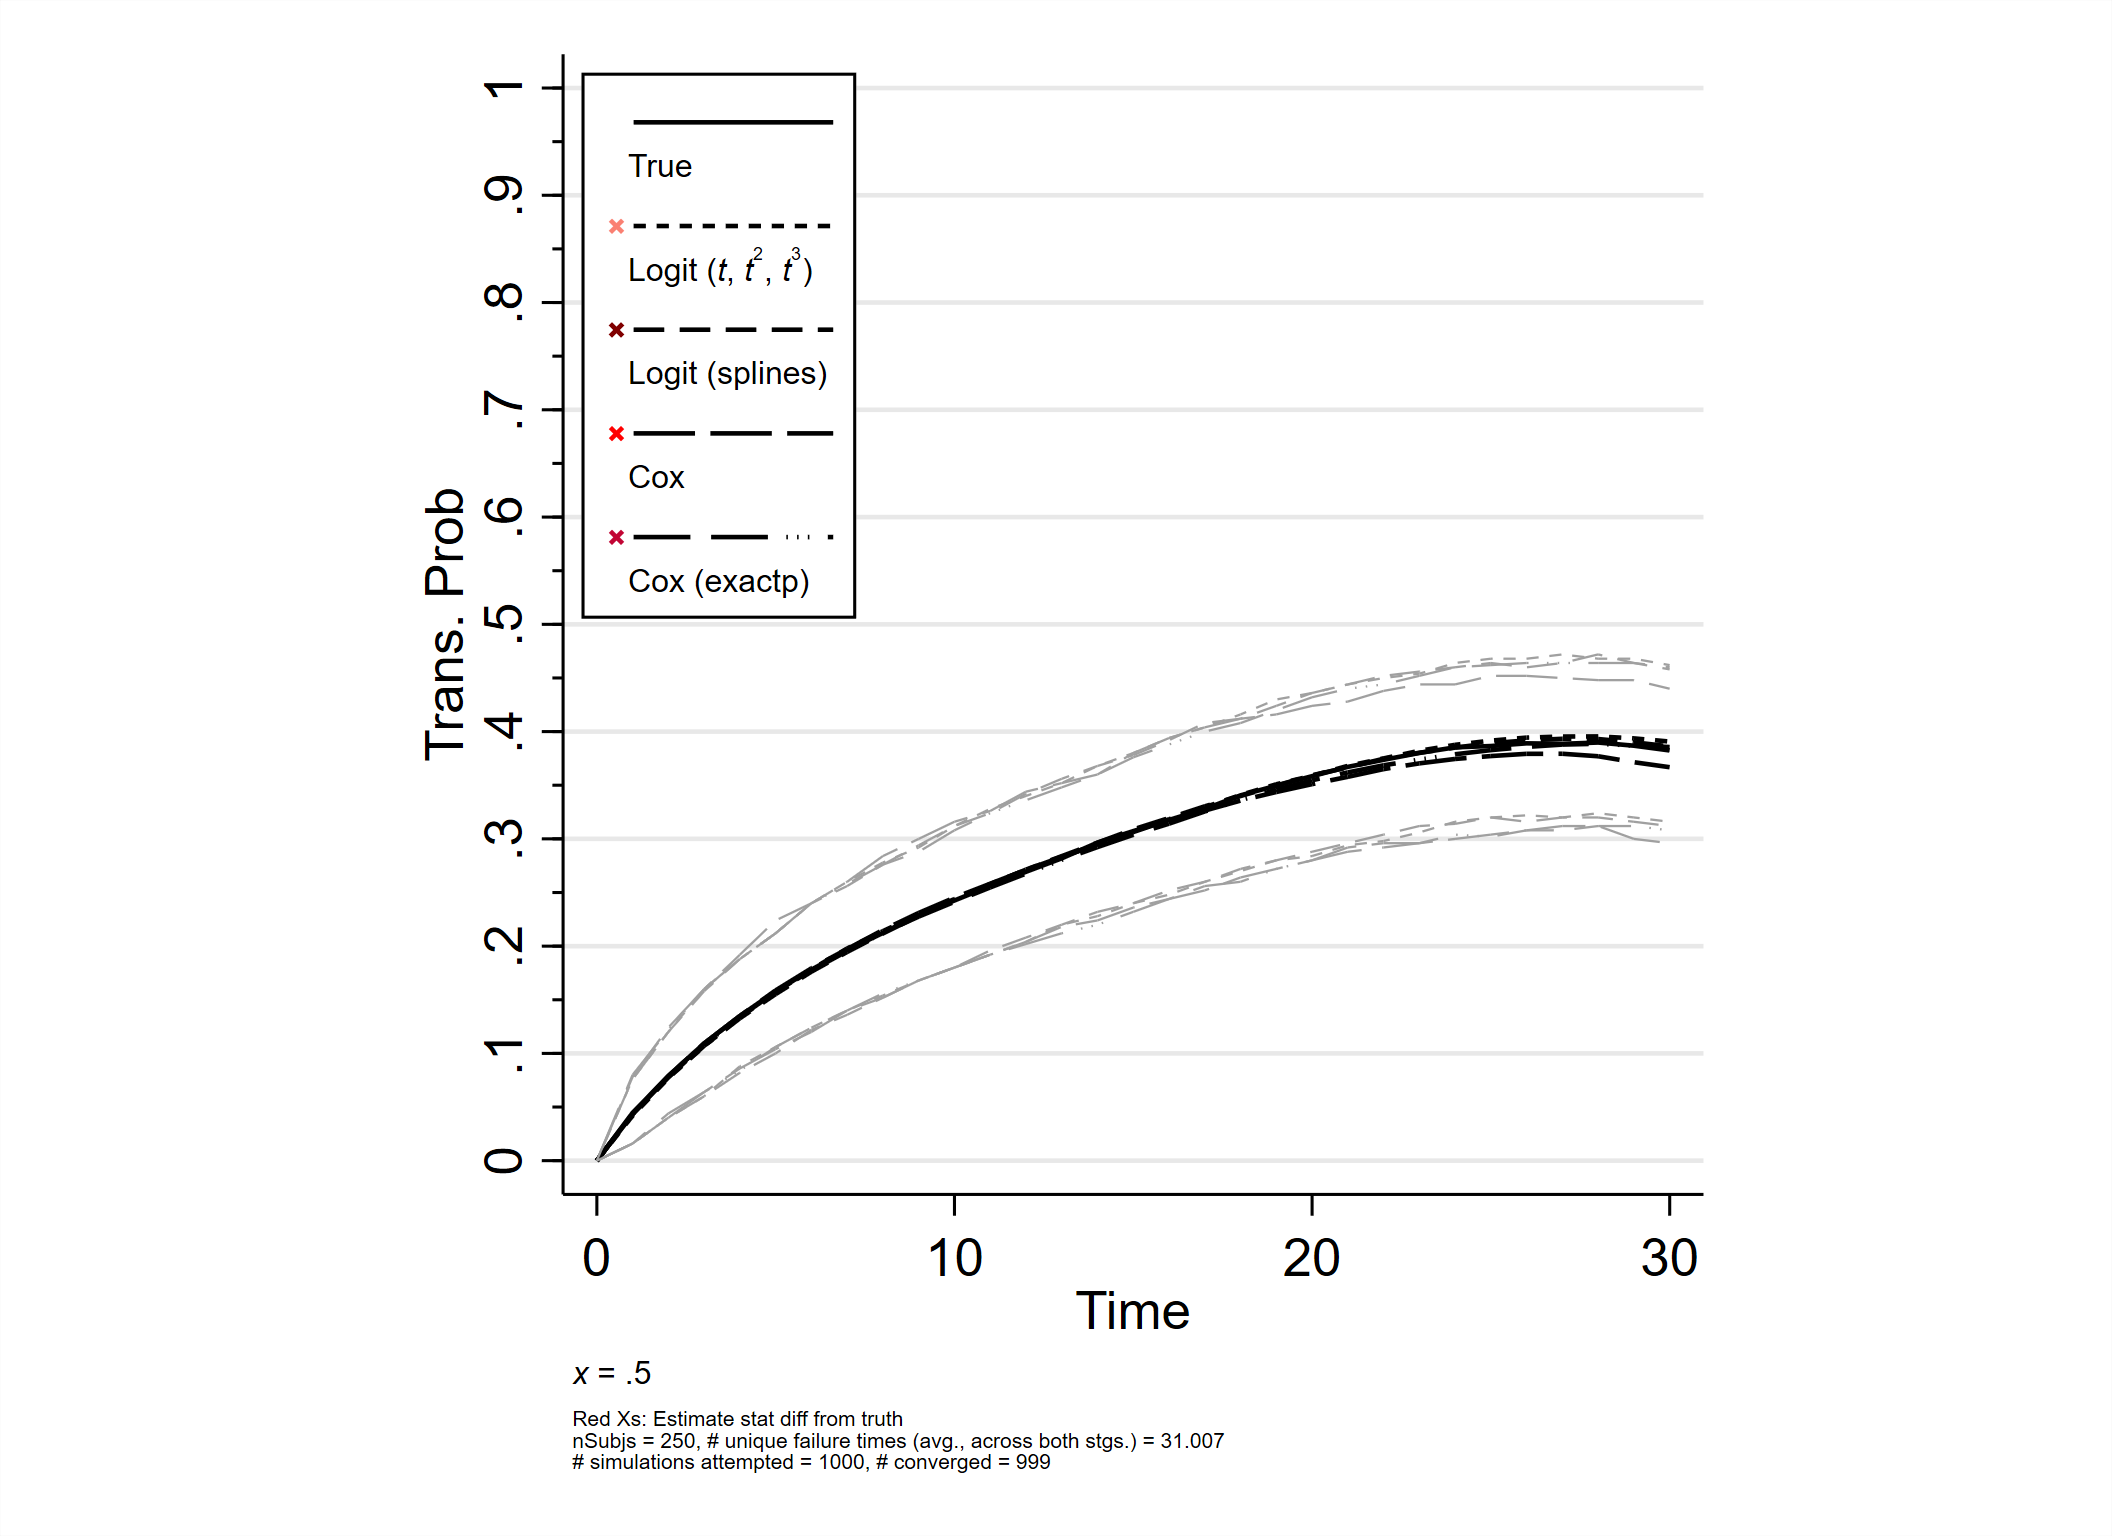 1
.9
.8
.7
.6
.5
.4
.3
.2
.1
0
Trans. Prob
True
Logit (t, t², t³)
Logit (splines)
Cox
Cox (exactp)
0 10 20 30
Time
x = .5
Red Xs: Estimate stat diff from truth
nSubjs = 250, # unique failure times (avg., across both stgs.) = 31.007
# simulations attempted = 1000, # converged = 999